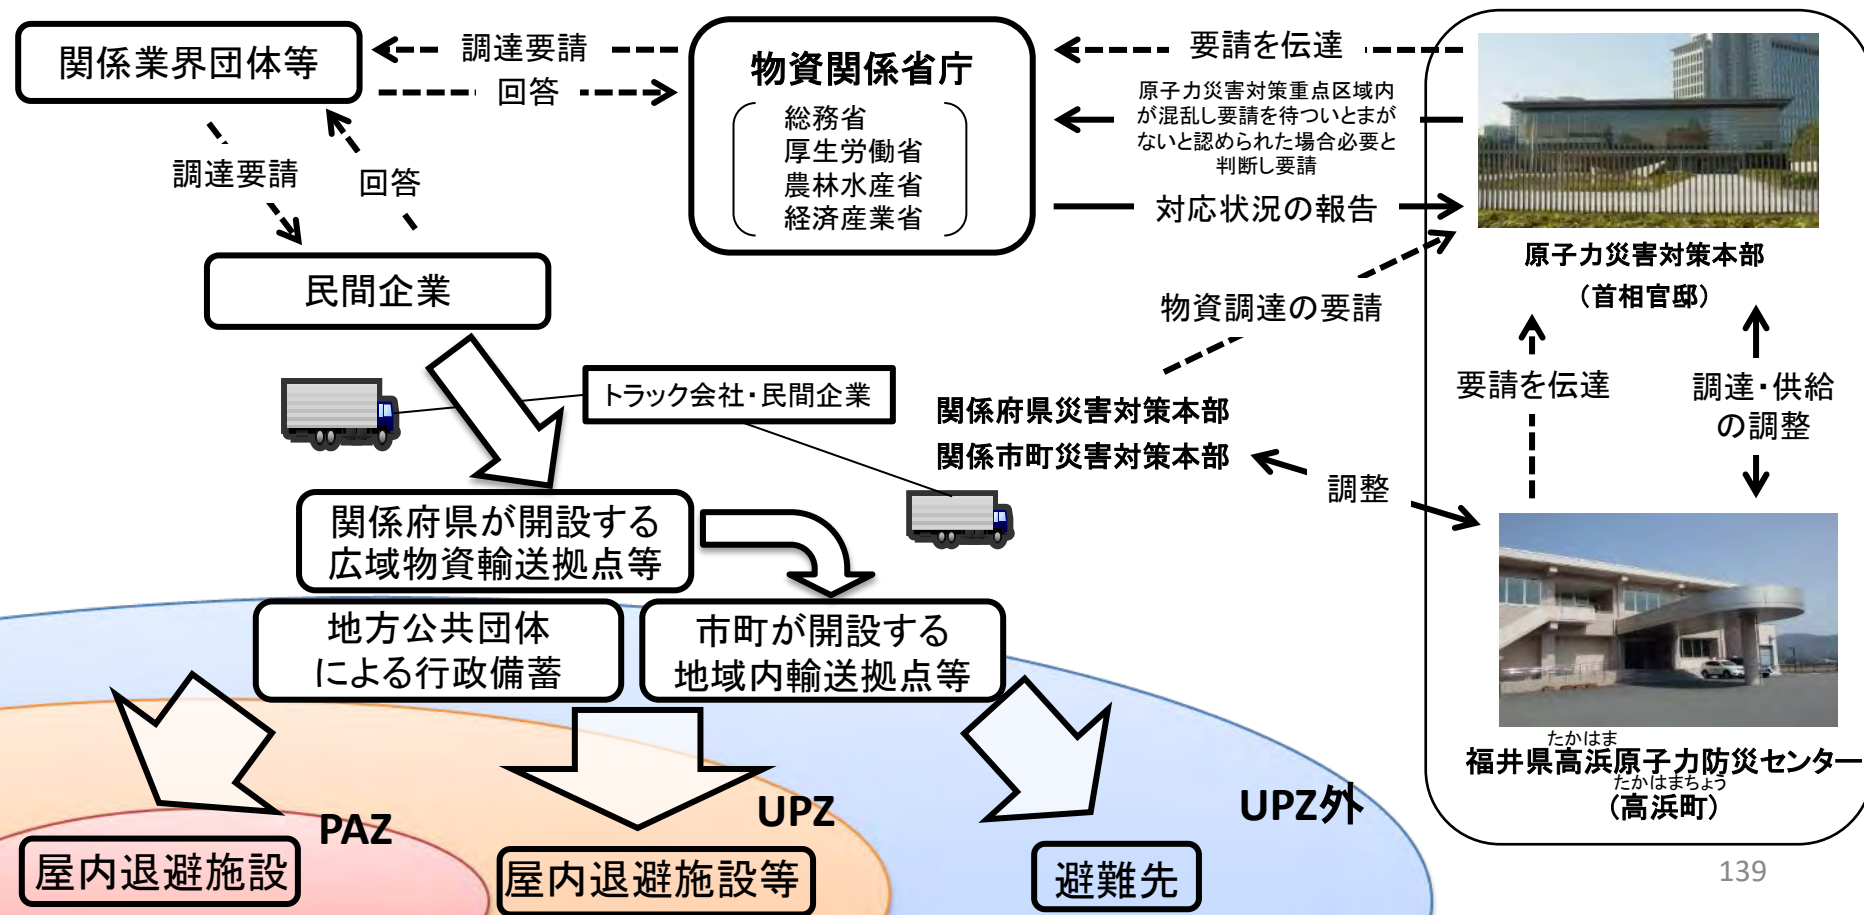 関係業界団体等
調達要請
回答
物資関係省庁
総務省
厚生労働省
農林水産省
経済産業省
要請を伝達
原子力災害対策重点区域内
が混乱し要請を待ついとまが
ないと認められた場合必要と
判断し要請
対応状況の報告
調達要請
回答
民間企業
原子力災害対策本部
（首相官邸）
物資調達の要請
要請を伝達
調達・供給
の調整
トラック会社・民間企業
関係府県災害対策本部
関係市町災害対策本部
調整
関係府県が開設する
広域物資輸送拠点等
地方公共団体
による行政備蓄
市町が開設する
地域内輸送拠点等
たかはま
福井県高浜原子力防災センター
たかはまちょう
（高浜町）
PAZ
UPZ
UPZ外
屋内退避施設
屋内退避施設等
避難先
139